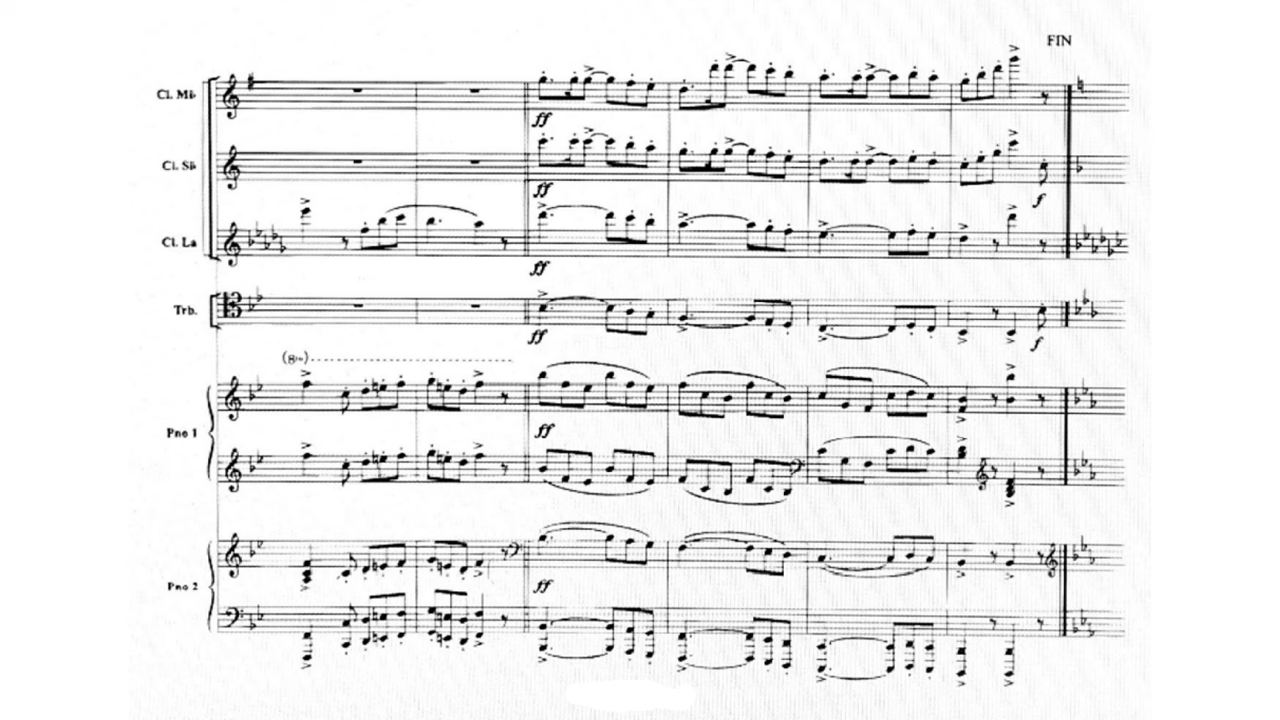 FIN
Cl. Mib
ff
Cl. Sib
ff
f
Cl. La
ff
Trb.
ff
f
(8va)
Pno 1
ff
Pno 2
ff